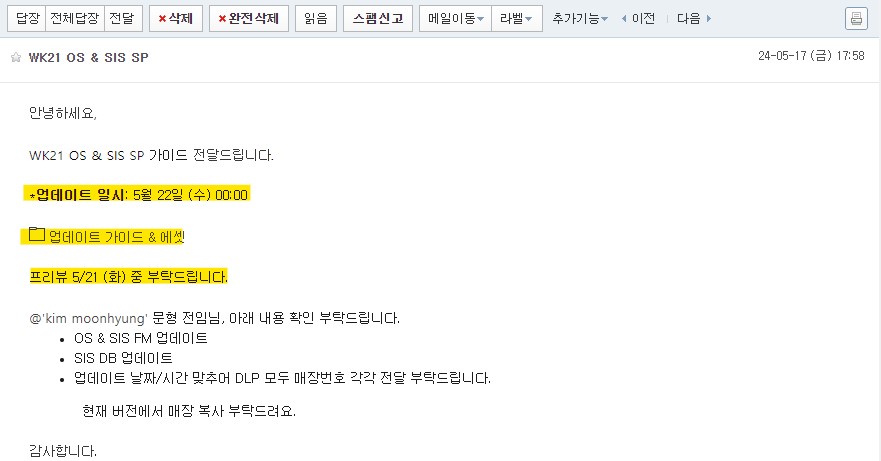 답장 전체답장 전달 ×삭제 ×완전삭제 읽음 스팸신고 메일이동 라벨 추가기능 이전 다음
WK21 OS & SIS SP 24-05-17 (금) 17:58
안녕하세요,
WK21 OS & SIS SP 가이드 전달드립니다.
*업데이트 일시: 5월 22일 (수) 00:00
업데이트 가이드 & 에셋
프리뷰 5/21 (화) 중 부탁드립니다.
@'kim moonhyung' 문형 전임님, 아래 내용 확인 부탁드립니다.
• OS & SIS FM 업데이트
• SIS DB 업데이트
• 업데이트 날짜/시간 맞추어 DLP 모두 매장번호 각각 전달 부탁드립니다.
현재 버전에서 매장 복사 부탁드려요.
감사합니다.